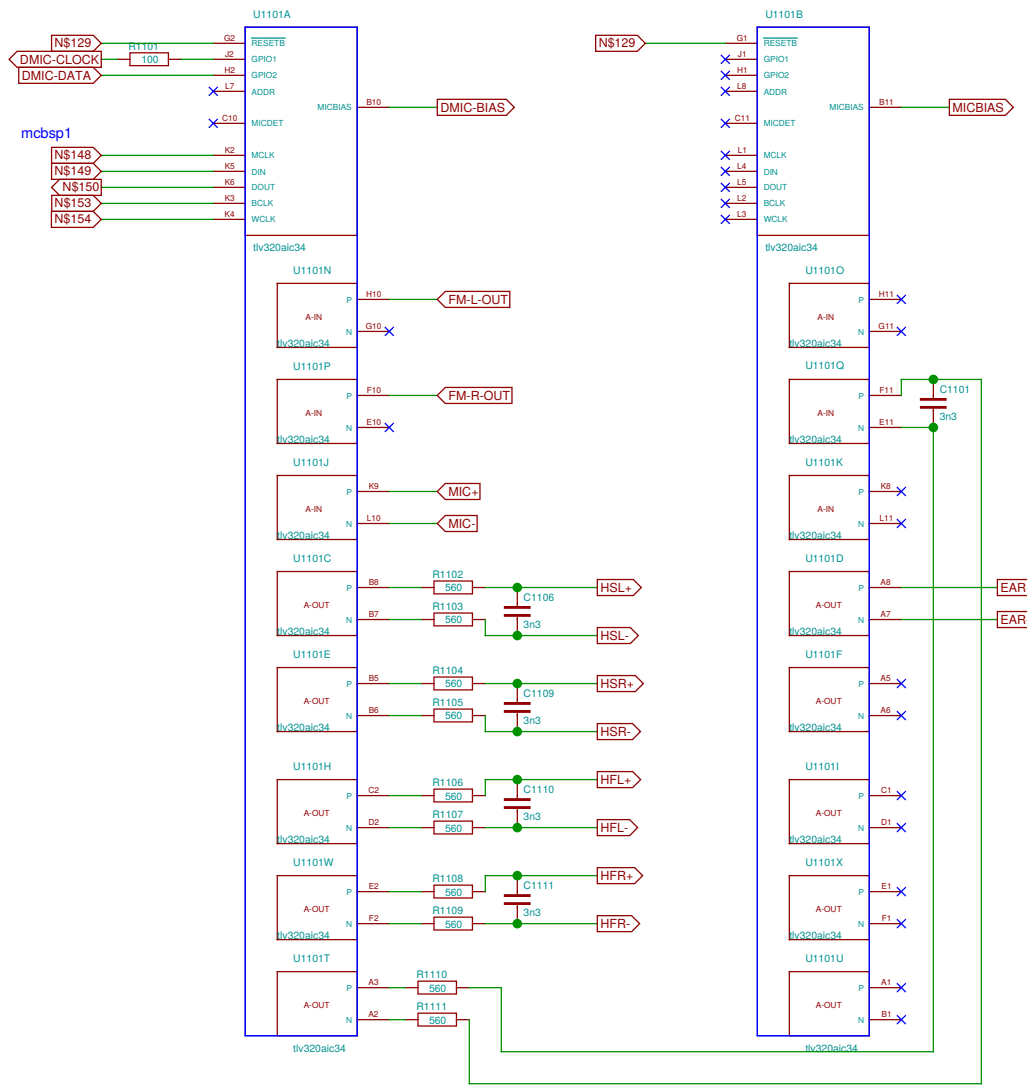 U1101A
N$129
G2
RESETB
R1101
DMIC-CLOCK
100
J2
GPIO1
DMIC-DATA
H2
GPIO2
L7
ADDR
MICBIAS
B10
DMIC-BIAS
C10
MICDET
mcbsp1
N$148
K2
MCLK
N$149
K5
DIN
N$150
K6
DOUT
N$153
K3
BCLK
N$154
K4
WCLK
tlv320aic34
U1101N
P
H10
FM-L-OUT
A-IN
N
G10
tlv320aic34
U1101P
P
F10
FM-R-OUT
A-IN
N
E10
tlv320aic34
U1101J
P
K9
MIC+
A-IN
N
L10
MIC-
tlv320aic34
U1101C
P
B8
R1102
560
HSL+
A-OUT
C1106
3n3
N
B7
R1103
560
HSL-
tlv320aic34
U1101E
P
B5
R1104
560
HSR+
A-OUT
C1109
3n3
N
B6
R1105
560
HSR-
tlv320aic34
U1101H
P
C2
R1106
560
HFL+
A-OUT
C1110
3n3
N
D2
R1107
560
HFL-
tlv320aic34
U1101W
P
E2
R1108
560
HFR+
A-OUT
C1111
3n3
N
F2
R1109
560
HFR-
tlv320aic34
U1101T
P
A3
R1110
560
A-OUT
N
A2
R1111
560
tlv320aic34
U1101B
N$129
G1
RESETB
J1
GPIO1
H1
GPIO2
L8
ADDR
MICBIAS
B11
MICBIAS
C11
MICDET
L1
MCLK
L4
DIN
L5
DOUT
L2
BCLK
L3
WCLK
tlv320aic34
U1101O
P
H11
A-IN
N
G11
tlv320aic34
U1101Q
P
F11
C1101
3n3
A-IN
N
E11
tlv320aic34
U1101K
P
K8
A-IN
N
L11
tlv320aic34
U1101D
P
A8
EAR
A-OUT
N
A7
EAR
tlv320aic34
U1101F
P
A5
A-OUT
N
A6
tlv320aic34
U1101I
P
C1
A-OUT
N
D1
tlv320aic34
U1101X
P
E1
A-OUT
N
F1
tlv320aic34
U1101U
P
A1
A-OUT
N
B1
tlv320aic34